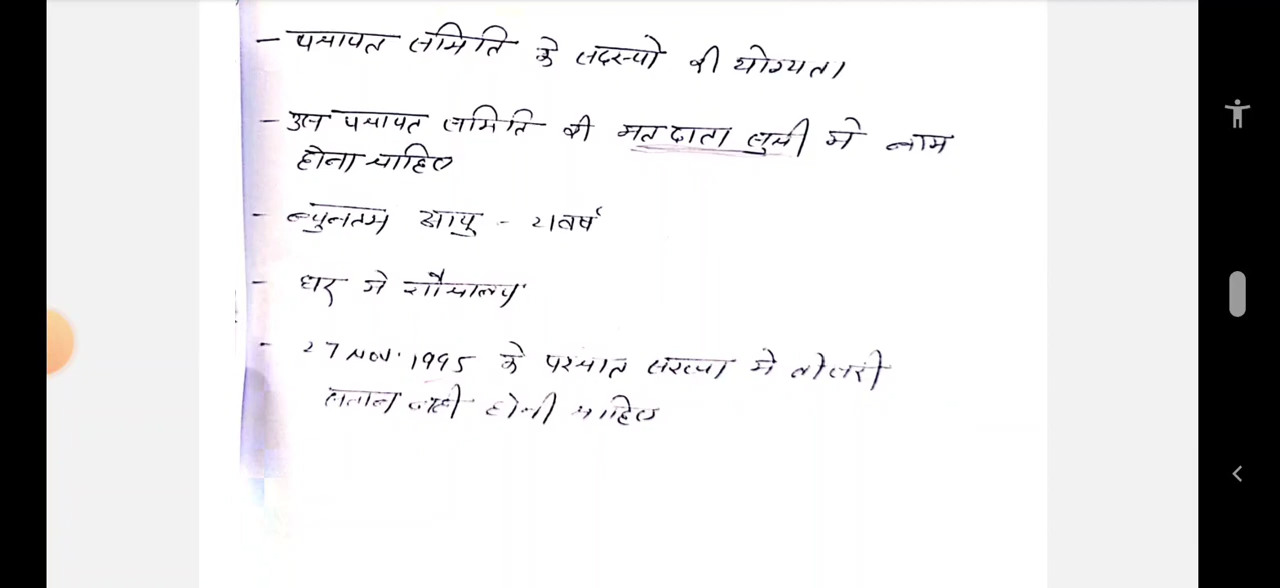 - पंचायत समिति के सदस्यो की योग्यता
- उस पंचायत समिति की मतदाता सुची मे नाम
होना चाहिए
- न्युनतम आयु - 21 वर्ष
- घर मे शौचालय
- 27 Nov. 1995 के पश्चात संख्या मे तीसरी
संतान नही होनी चाहिए